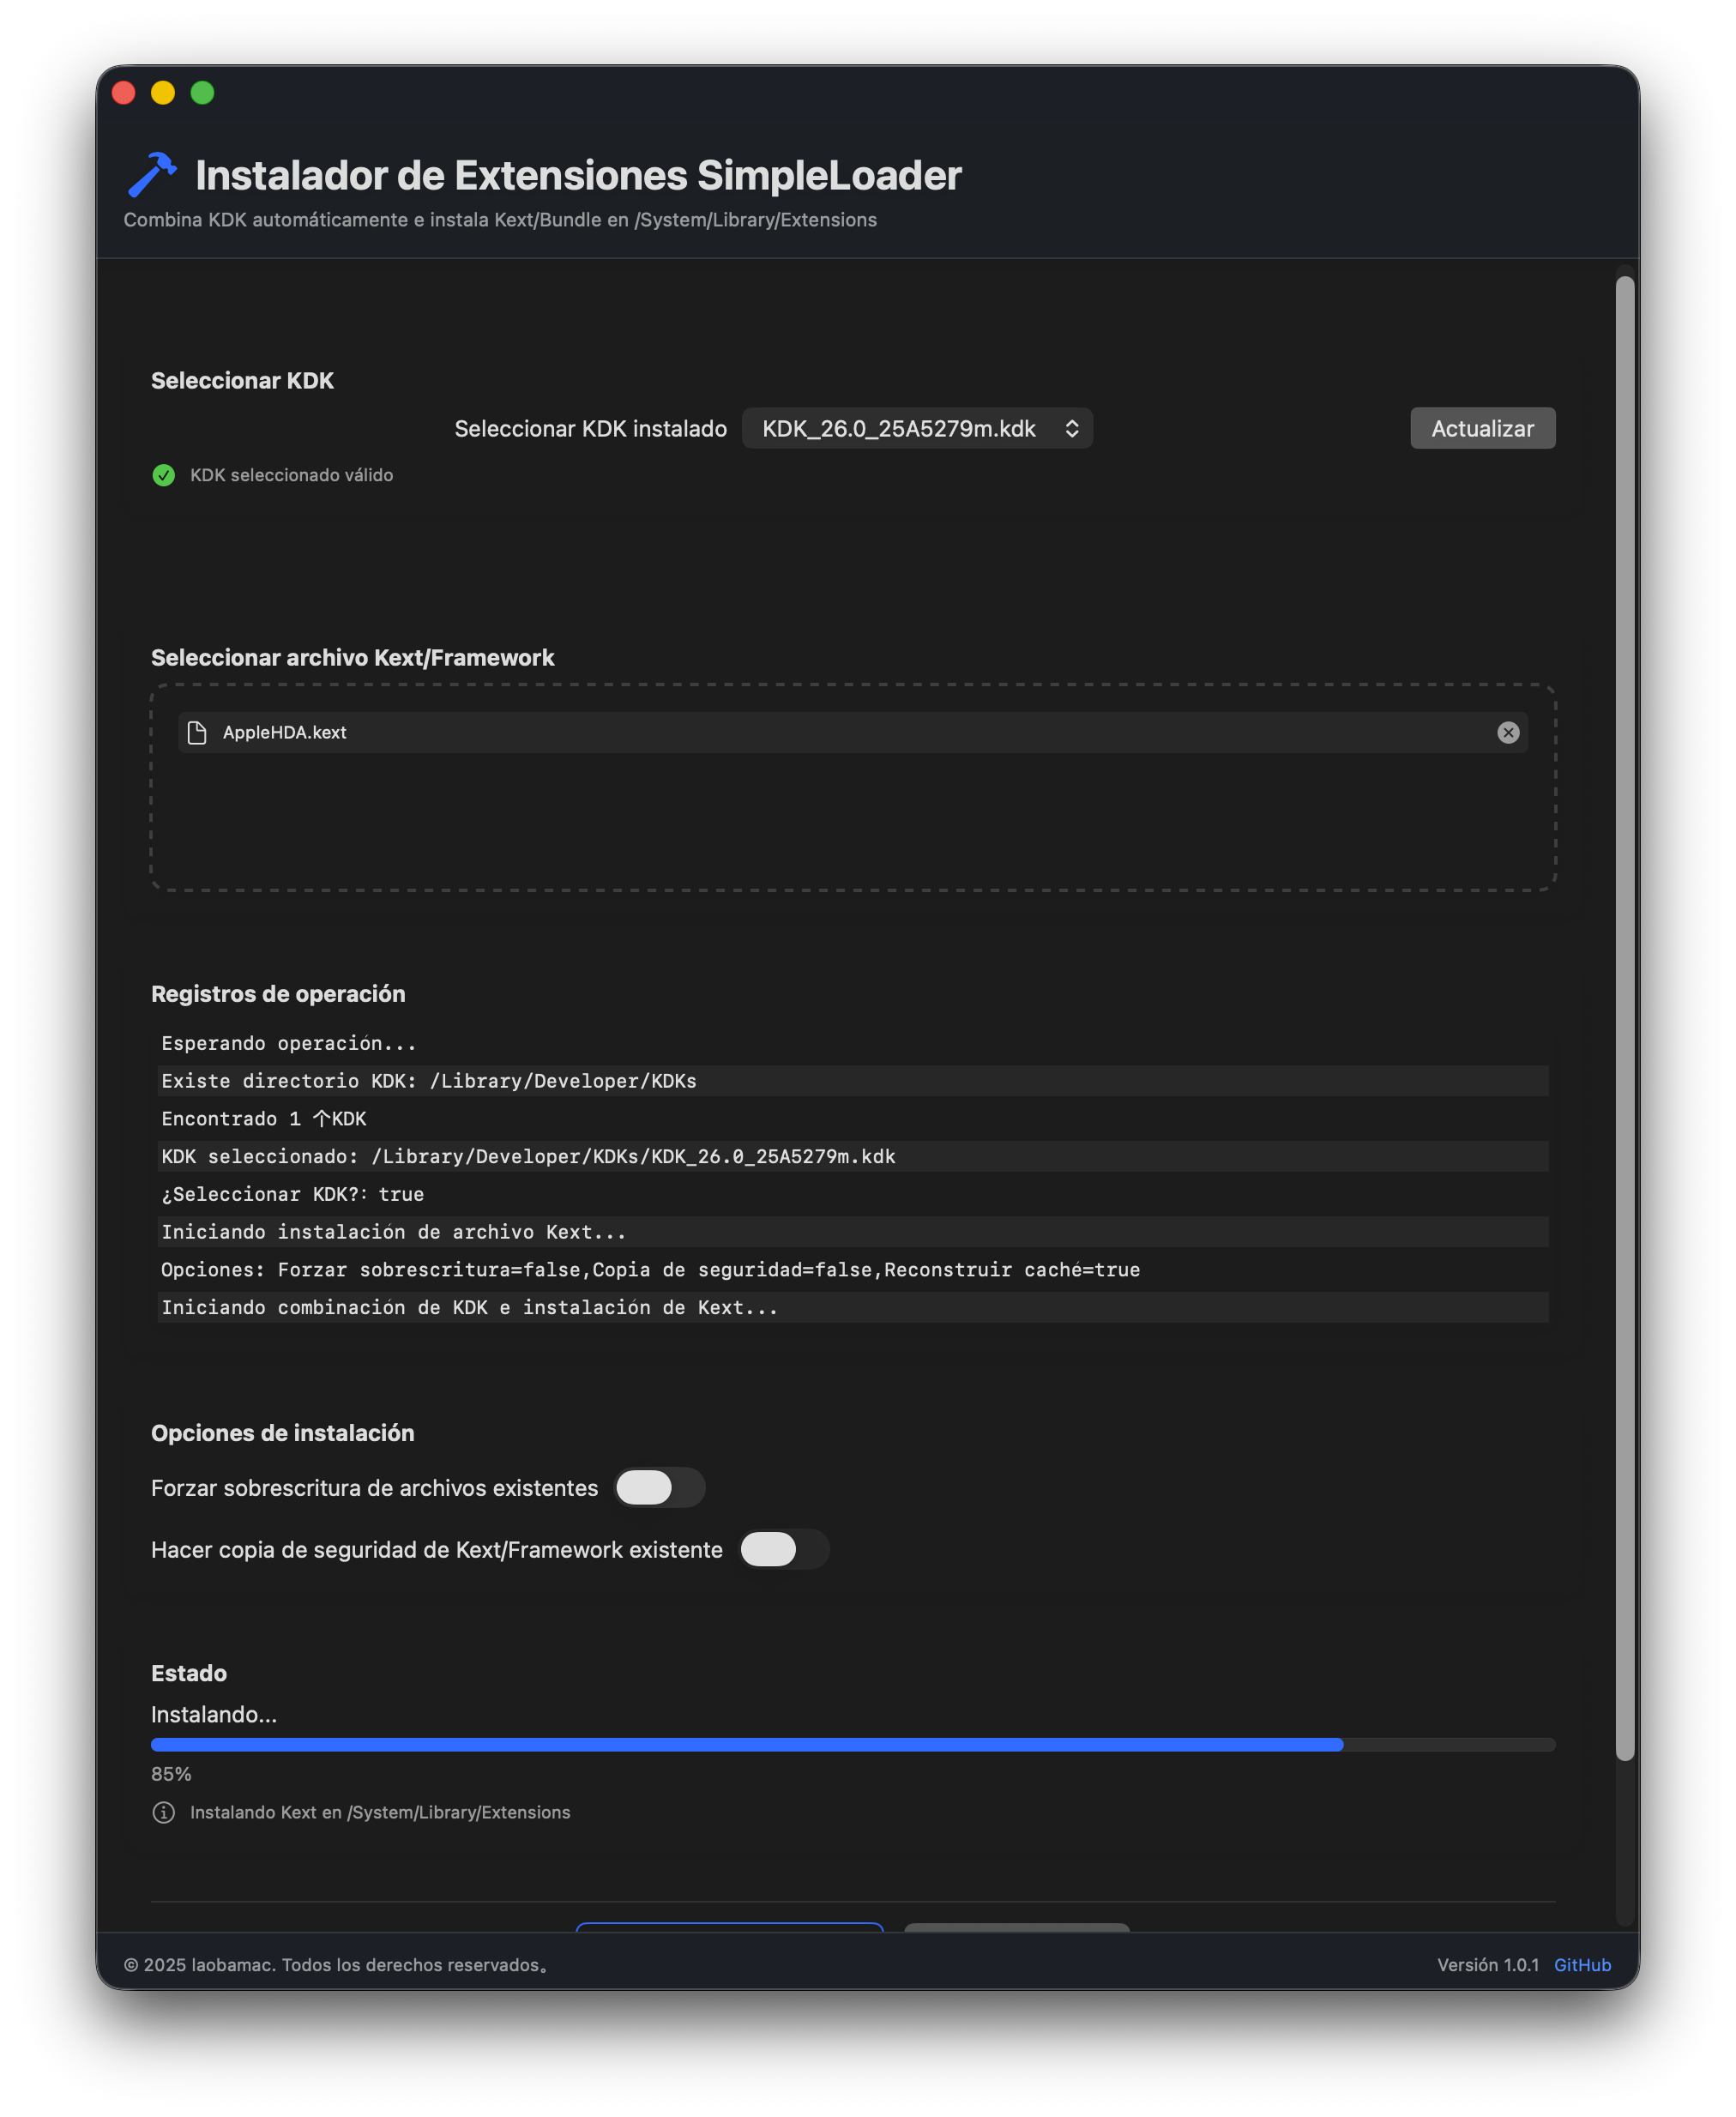 Instalador de Extensiones SimpleLoader
Combina KDK automáticamente e instala Kext/Bundle en /System/Library/Extensions
Seleccionar KDK
Seleccionar KDK instalado KDK_26.0_25A5279m.kdk Actualizar
KDK seleccionado válido
Seleccionar archivo Kext/Framework
AppleHDA.kext
Registros de operación
Esperando operación...
Existe directorio KDK: /Library/Developer/KDKs
Encontrado 1 个KDK
KDK seleccionado: /Library/Developer/KDKs/KDK_26.0_25A5279m.kdk
¿Seleccionar KDK?: true
Iniciando instalación de archivo Kext...
Opciones: Forzar sobrescritura=false,Copia de seguridad=false,Reconstruir caché=true
Iniciando combinación de KDK e instalación de Kext...
Opciones de instalación
Forzar sobrescritura de archivos existentes
Hacer copia de seguridad de Kext/Framework existente
Estado
Instalando...
85%
Instalando Kext en /System/Library/Extensions
© 2025 laobamac. Todos los derechos reservados。 Versión 1.0.1 GitHub